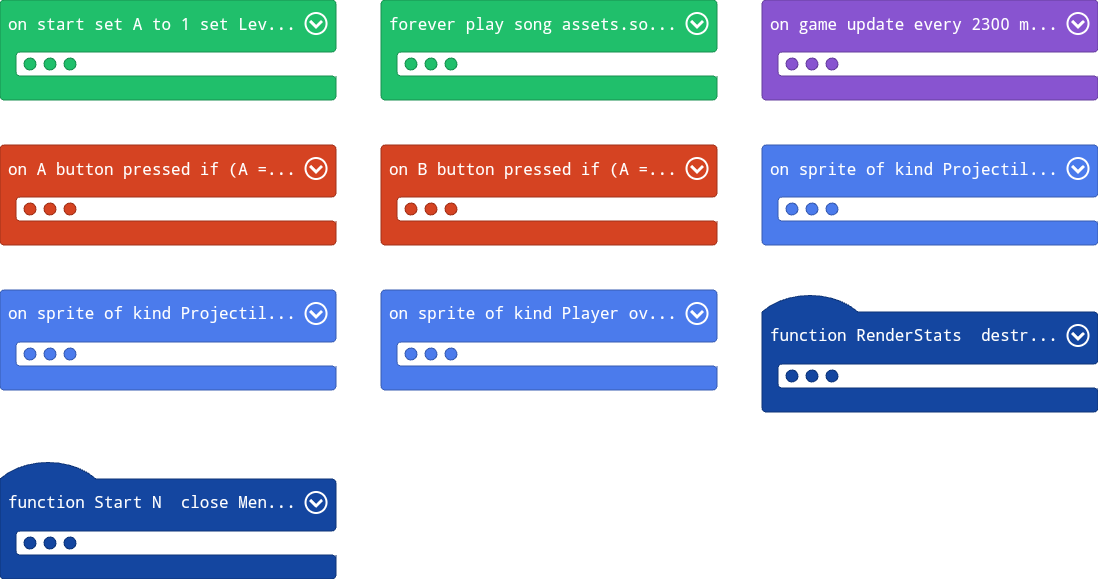 on start set A to 1 set Lev...
forever play song assets.so...
on game update every 2300 m...
on A button pressed if (A =...
on B button pressed if (A =...
on sprite of kind Projectil...
on sprite of kind Projectil...
on sprite of kind Player ov...
function RenderStats  destr...
function Start N  close Men...